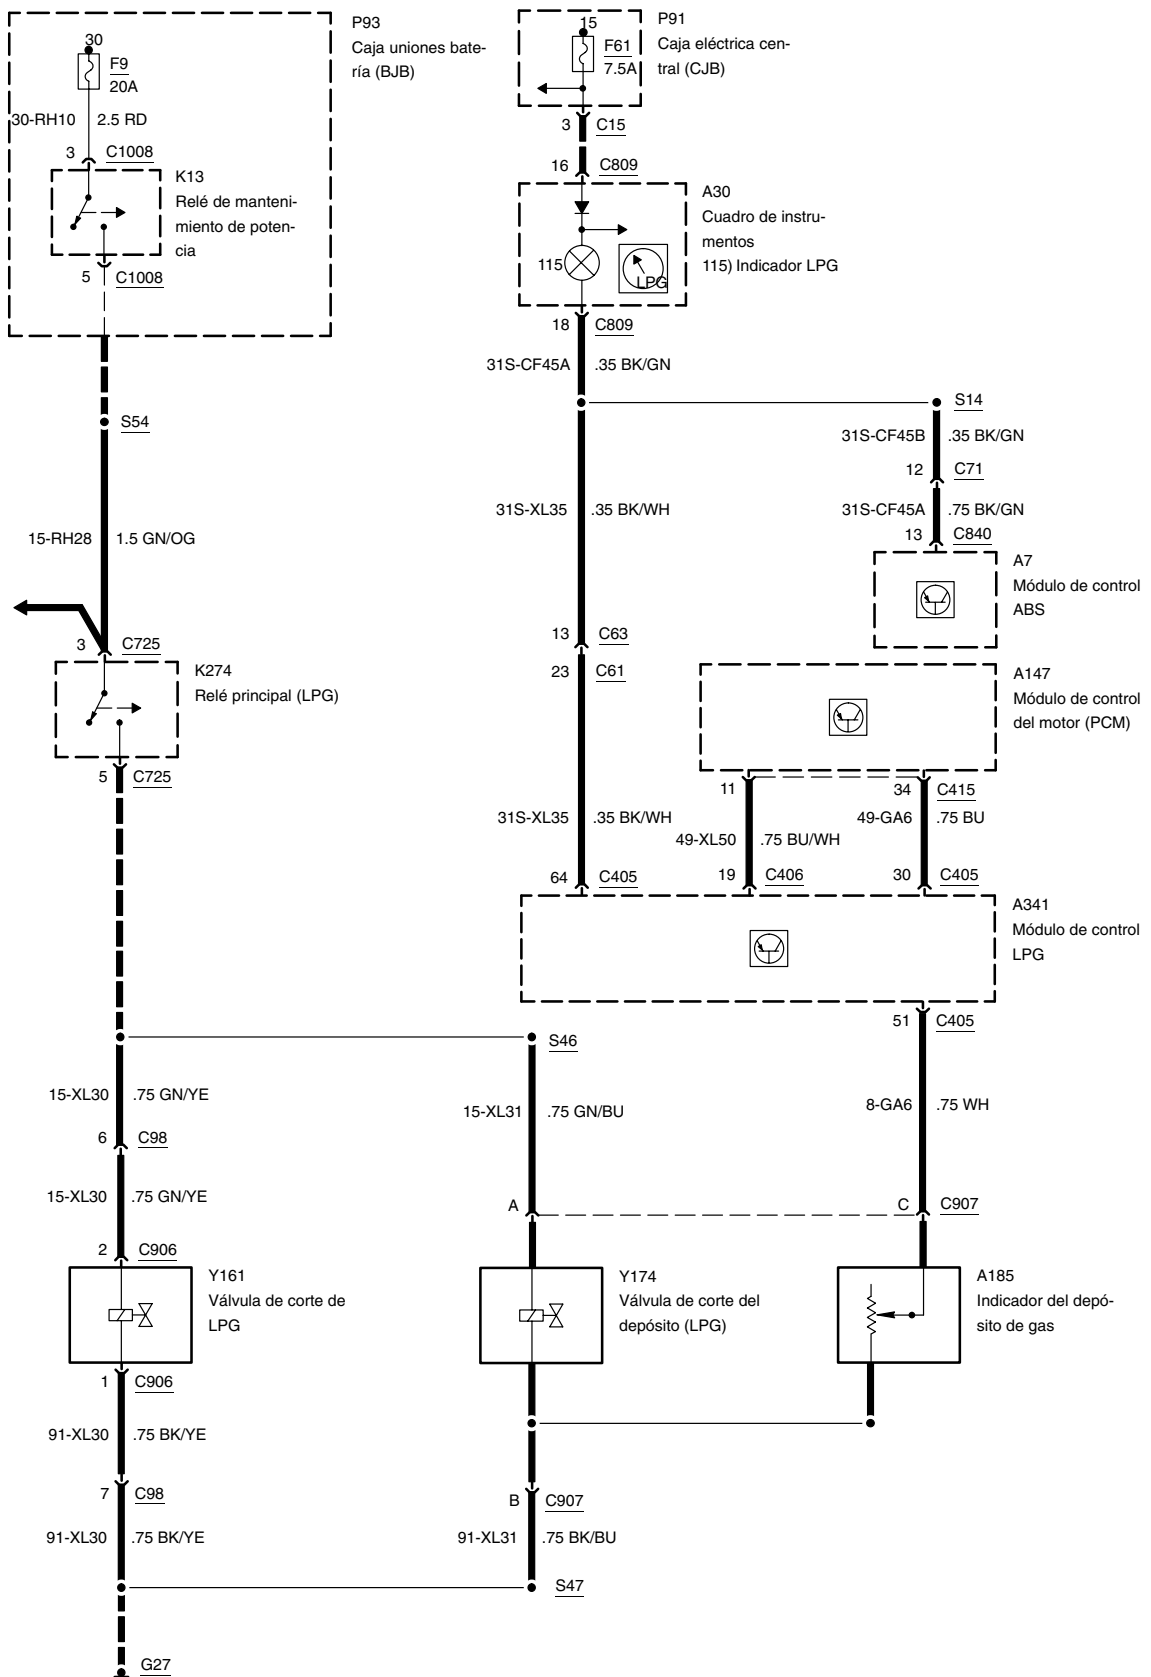 P93
Caja uniones bate-
ría (BJB)
30
F9
20A
30-RH10 2.5 RD
3 C1008
K13
Relé de manteni-
miento de poten-
cia
5 C1008
S54
15-RH28 1.5 GN/OG
3 C725
K274
Relé principal (LPG)
5 C725
15-XL30 .75 GN/YE
6 C98
15-XL30 .75 GN/YE
2 C906
Y161
Válvula de corte de
LPG
1 C906
91-XL30 .75 BK/YE
7 C98
91-XL30 .75 BK/YE
G27
P91
Caja eléctrica cen-
tral (CJB)
15
F61
7.5A
3 C15
16 C809
A30
Cuadro de instru-
mentos
115) Indicador LPG
115
LPG
18 C809
31S-CF45A .35 BK/GN
S14
31S-CF45B .35 BK/GN
12 C71
31S-CF45A .75 BK/GN
13 C840
A7
Módulo de control
ABS
31S-XL35 .35 BK/WH
13 C63
23 C61
31S-XL35 .35 BK/WH
64 C405
A147
Módulo de control
del motor (PCM)
11
34 C415
49-XL50 .75 BU/WH
49-GA6 .75 BU
19 C406
30 C405
A341
Módulo de control
LPG
51 C405
8-GA6 .75 WH
S46
15-XL31 .75 GN/BU
A
C C907
Y174
Válvula de corte del
depósito (LPG)
A185
Indicador del depó-
sito de gas
B C907
91-XL31 .75 BK/BU
S47